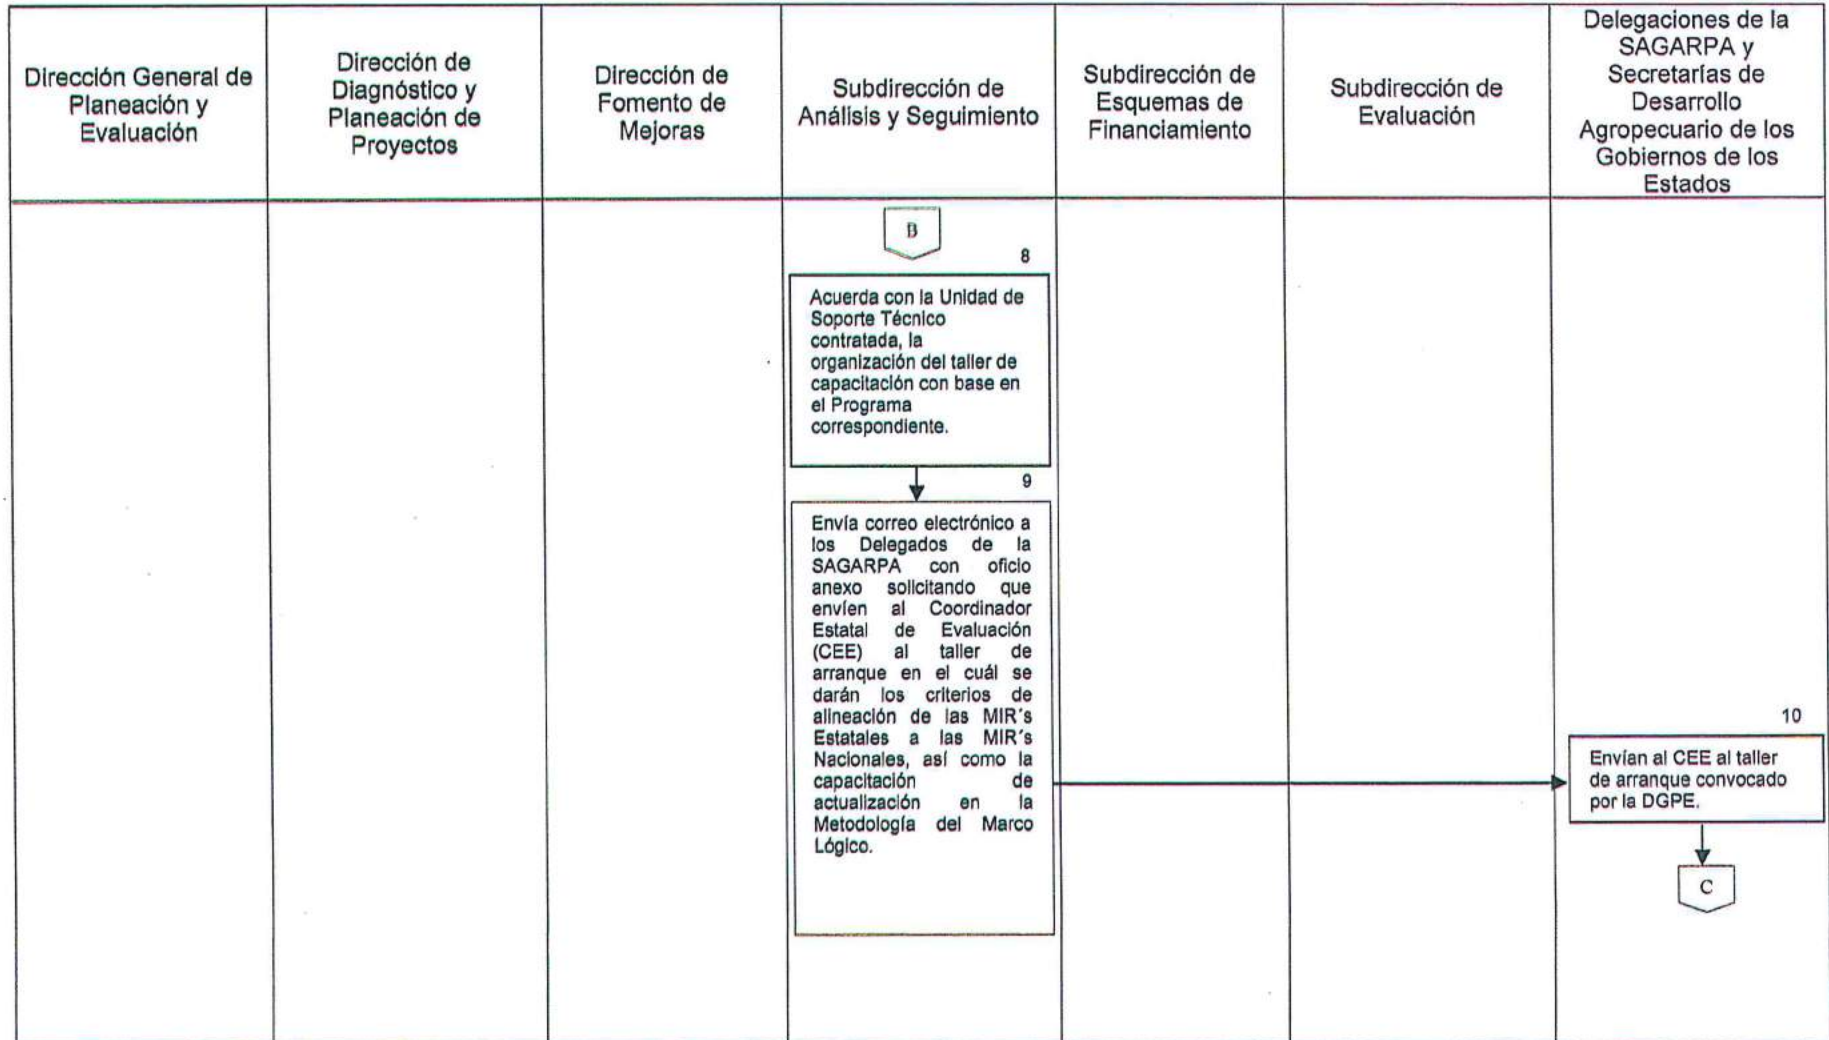 Dirección General de
Planeación y
Evaluación
Dirección de
Diagnóstico y
Planeación de
Proyectos
Dirección de
Fomento de
Mejoras
Subdirección de
Análisis y Seguimiento
Subdirección de
Esquemas de
Financiamiento
Subdirección de
Evaluación
Delegaciones de la
SAGARPA y
Secretarías de
Desarrollo
Agropecuario de los
Gobiernos de los
Estados
B
8
Acuerda con la Unidad de
Soporte Técnico
contratada, la
organización del taller de
capacitación con base en
el Programa
correspondiente.
9
Envía correo electrónico a
los Delegados de la
SAGARPA con oficio
anexo solicitando que
envíen al Coordinador
Estatal de Evaluación
(CEE) al taller de
arranque en el cuál se
darán los criterios de
alineación de las MIR´s
Estatales a las MIR´s
Nacionales, así como la
capacitación de
actualización en la
Metodología del Marco
Lógico.
10
Envían al CEE al taller
de arranque convocado
por la DGPE.
C